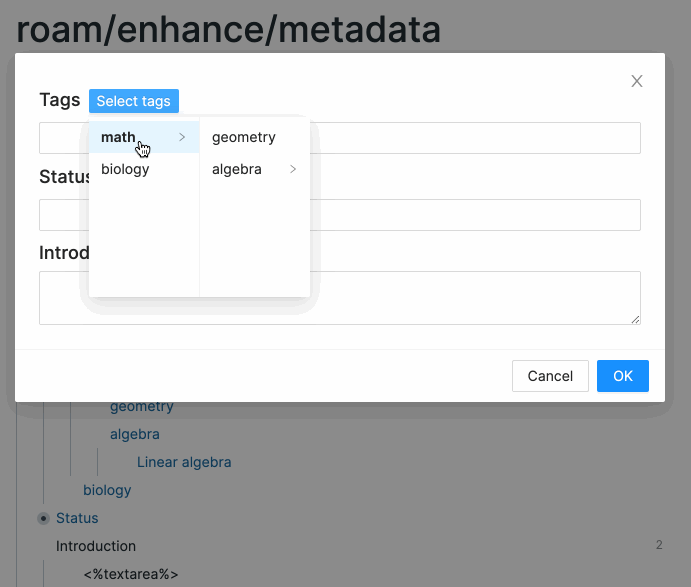 roam/enhance/metadata
Tags Select tags
math geometry
biology algebra
Status
Introd
Cancel OK
geometry
algebra
Linear algebra
biology
Status
Introduction 2
<%textarea%>